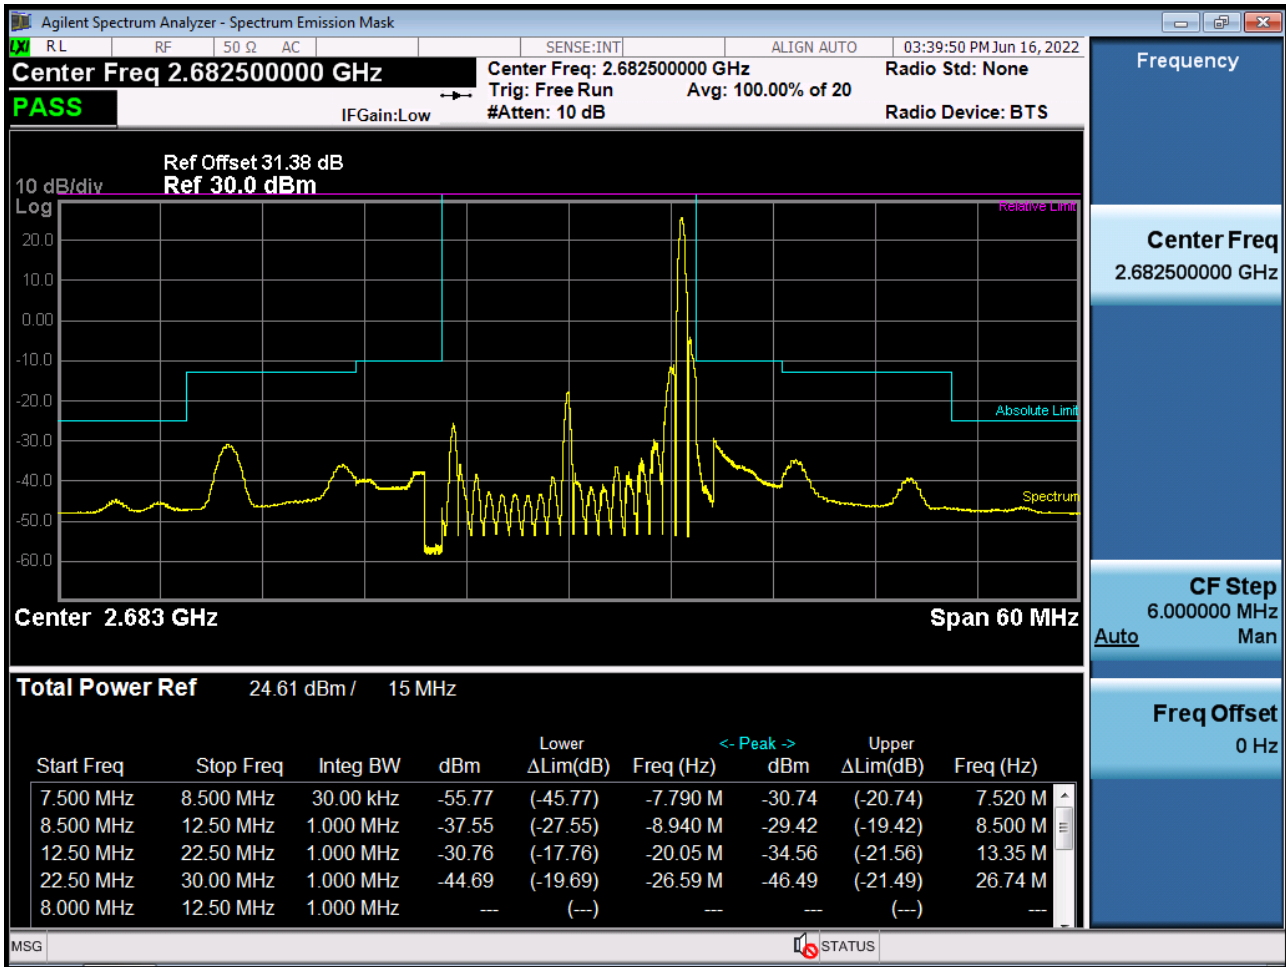 Agilent Spectrum Analyzer - Spectrum Emission Mask
LXI RL RF 50 Ω AC SENSE:INT ALIGN AUTO 03:39:50 PM Jun 16, 2022
Center Freq 2.682500000 GHz
Center Freq: 2.682500000 GHz Radio Std: None
Trig: Free Run Avg: 100.00% of 20
PASS
IFGain:Low #Atten: 10 dB Radio Device: BTS
Ref Offset 31.38 dB
10 dB/div Ref 30.0 dBm
Log
Relative Limit
20.0
10.0
0.00
-10.0
-20.0
Absolute Limit
-30.0
-40.0
Spectrum
-50.0
-60.0
Center 2.683 GHz Span 60 MHz
Total Power Ref 24.61 dBm / 15 MHz
Lower <- Peak -> Upper
Start Freq Stop Freq Integ BW dBm ΔLim(dB) Freq (Hz) dBm ΔLim(dB) Freq (Hz)
7.500 MHz 8.500 MHz 30.00 kHz -55.77 (-45.77) -7.790 M -30.74 (-20.74) 7.520 M
8.500 MHz 12.50 MHz 1.000 MHz -37.55 (-27.55) -8.940 M -29.42 (-19.42) 8.500 M
12.50 MHz 22.50 MHz 1.000 MHz -30.76 (-17.76) -20.05 M -34.56 (-21.56) 13.35 M
22.50 MHz 30.00 MHz 1.000 MHz -44.69 (-19.69) -26.59 M -46.49 (-21.49) 26.74 M
8.000 MHz 12.50 MHz 1.000 MHz --- (---) --- --- (---) ---
MSG STATUS
Frequency
Center Freq
2.682500000 GHz
CF Step
6.000000 MHz
Auto Man
Freq Offset
0 Hz